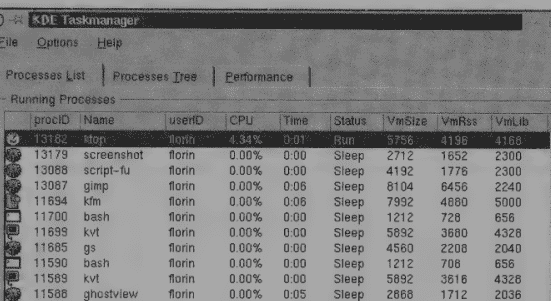 KDE Taskmanager
File Options Help
Processes List Processes Tree Performance
Running Processes
procID Name userID CPU Time Status VmSize VmRss VmLib
13182 ktop florin 4.34% 0:01 Run 5756 4196 4168
13179 screenshot florin 0.00% 0:00 Sleep 2712 1652 2300
13088 script-fu florin 0.00% 0:00 Sleep 4192 1776 2300
13087 gimp florin 0.00% 0:06 Sleep 8104 6456 2240
11694 kfm florin 0.00% 0:06 Sleep 7992 4880 5000
11700 bash florin 0.00% 0:00 Sleep 1212 728 656
11699 kvt florin 0.00% 0:00 Sleep 5892 3680 4328
11685 gs florin 0.00% 0:00 Sleep 4560 2208 2040
11590 bash florin 0.00% 0:00 Sleep 1212 708 656
11589 kvt florin 0.00% 0:00 Sleep 5892 3616 4328
11588 ghostview florin 0.00% 0:05 Sleep 2868 1712 2036